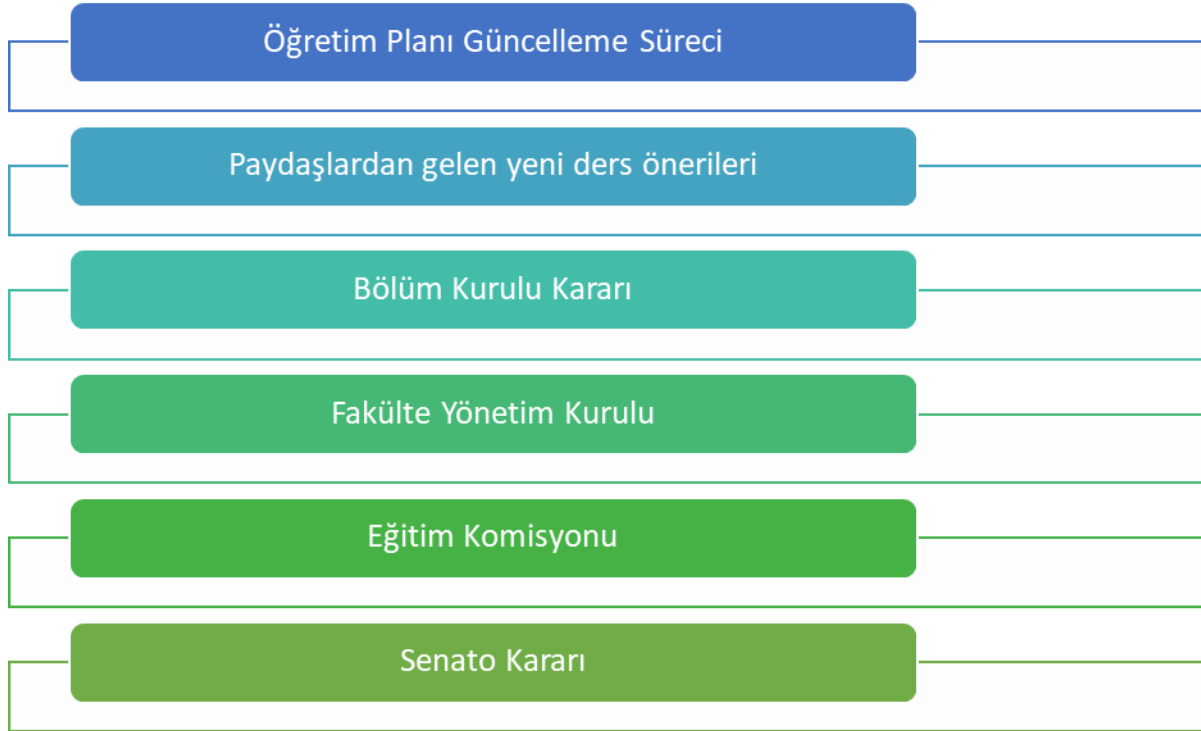 Öğretim Planı Güncelleme Süreci
Paydaşlardan gelen yeni ders önerileri
Bölüm Kurulu Kararı
Fakülte Yönetim Kurulu
Eğitim Komisyonu
Senato Kararı